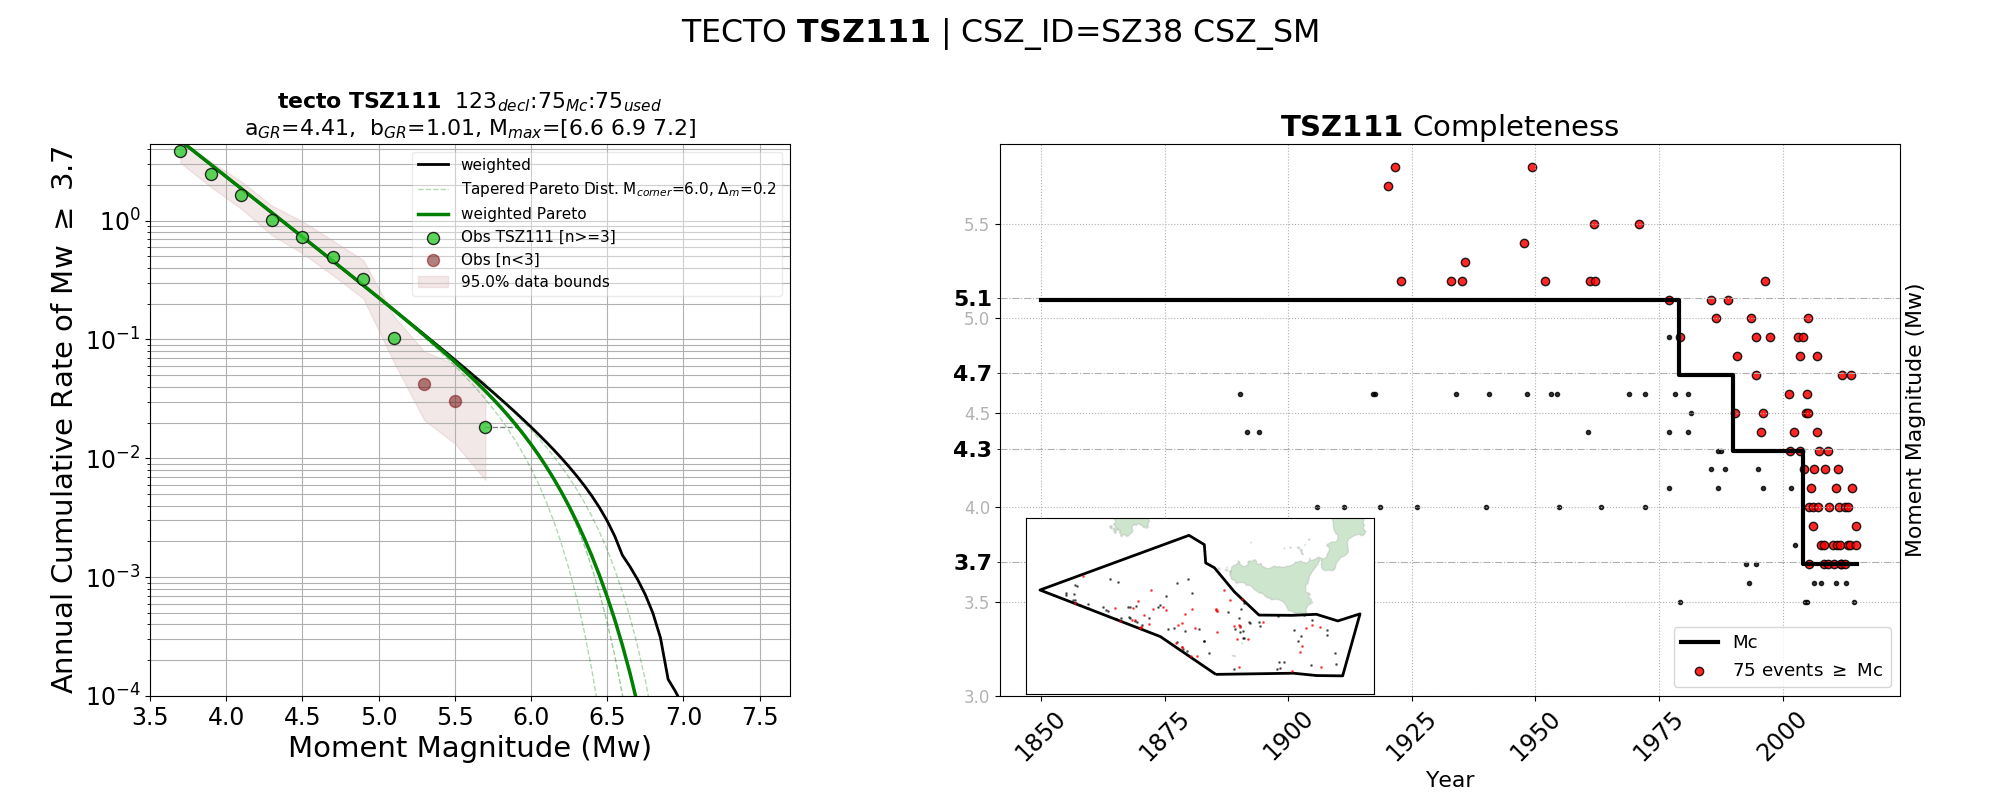 TECTO TSZ111 | CSZ_ID=SZ38 CSZ_SM
tecto TSZ111 123decl:75Mc:75used
aGR=4.41, bGR=1.01, Mmax=[6.6 6.9 7.2]
Annual Cumulative Rate of Mw ≥ 3.7
10^0
10^−1
10^−2
10^−3
10^−4
weighted
Tapered Pareto Dist. Mcorner=6.0, Δm=0.2
weighted Pareto
Obs TSZ111 [n>=3]
Obs [n<3]
95.0% data bounds
3.5 4.0 4.5 5.0 5.5 6.0 6.5 7.0 7.5
Moment Magnitude (Mw)
TSZ111 Completeness
5.5
5.1
5.0
4.7
4.5
4.3
4.0
3.7
3.5
3.0
Moment Magnitude (Mw)
Mc
75 events ≥ Mc
1850 1875 1900 1925 1950 1975 2000
Year